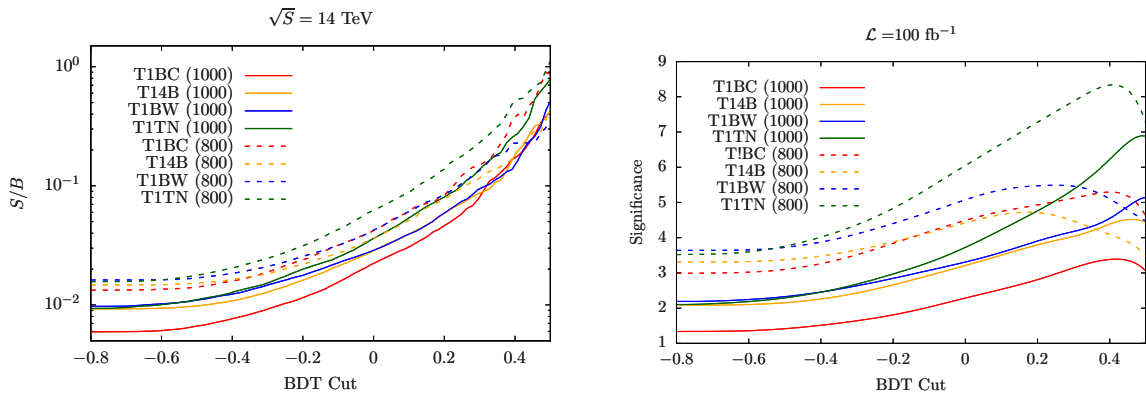 √S = 14 TeV
S/B
10⁰
10⁻¹
10⁻²
T1BC (1000)
T14B (1000)
T1BW (1000)
T1TN (1000)
T1BC (800)
T14B (800)
T1BW (800)
T1TN (800)
−0.8 −0.6 −0.4 −0.2 0 0.2 0.4
BDT Cut
ℒ =100 fb⁻¹
Significance
9
8
7
6
5
4
3
2
1
T1BC (1000)
T14B (1000)
T1BW (1000)
T1TN (1000)
T!BC (800)
T14B (800)
T1BW (800)
T1TN (800)
−0.8 −0.6 −0.4 −0.2 0 0.2 0.4
BDT Cut